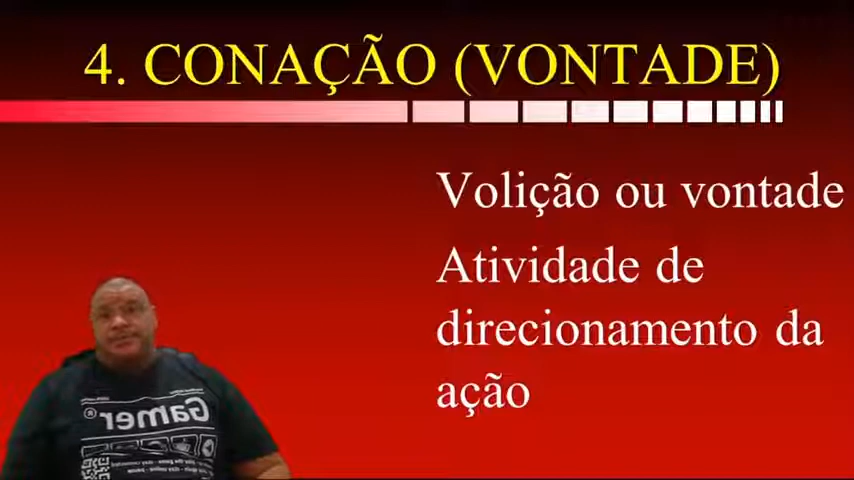 4. CONAÇÃO (VONTADE)
Volição ou vontade
Atividade de
direcionamento da
ação
Gamer®